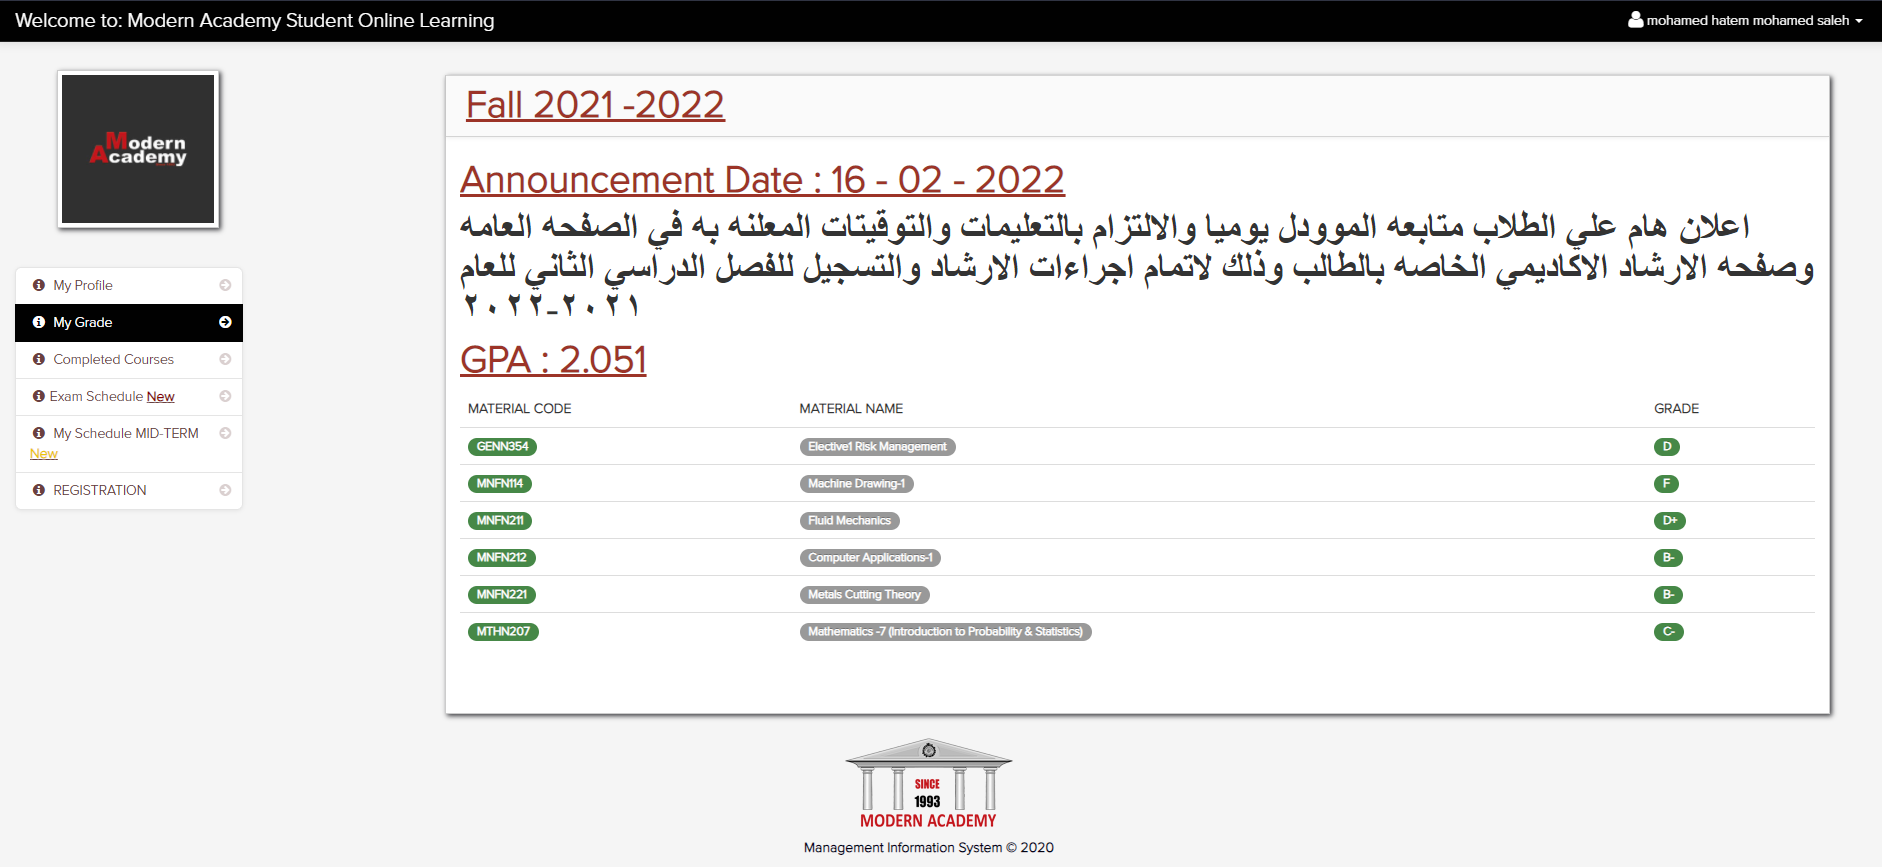 Welcome to: Modern Academy Student Online Learning
mohamed hatem mohamed saleh
Modern
Academy
My Profile
My Grade
Completed Courses
Exam Schedule New
My Schedule MID-TERM
New
REGISTRATION
Fall 2021 -2022
Announcement Date : 16 - 02 - 2022
اعلان هام علي الطلاب متابعه الموودل يوميا والالتزام بالتعليمات والتوقيتات المعلنه به في الصفحه العامه
وصفحه الارشاد الاكاديمي الخاصه بالطالب وذلك لاتمام اجراءات الارشاد والتسجيل للفصل الدراسي الثاني للعام
٢٠٢١-٢٠٢٢
GPA : 2.051
MATERIAL CODE MATERIAL NAME GRADE
GENN354 Elective1 Risk Management D
MNFN114 Machine Drawing-1 F
MNFN211 Fluid Mechanics D+
MNFN212 Computer Applications-1 B-
MNFN221 Metals Cutting Theory B-
MTHN207 Mathematics -7 (Introduction to Probability & Statistics) C-
SINCE
1993
MODERN ACADEMY
Management Information System © 2020